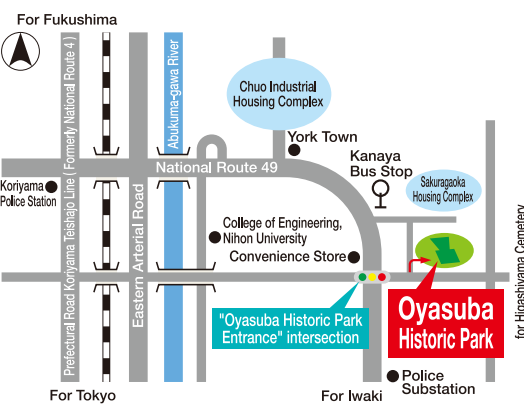 For Fukushima
Prefectural Road Koriyama Teishajo Line ( Formerly National Route 4 )
Abukuma-gawa River
Chuo Industrial
Housing Complex
York Town
National Route 49
Kanaya
Bus Stop
Koriyama
Police Station
Sakuragaoka
Housing Complex
Eastern Arterial Road
College of Engineering,
Nihon University
Convenience Store
for Higashiyama Cemetery
"Oyasuba Historic Park
Entrance" intersection
Oyasuba
Historic Park
Police
Substation
For Tokyo
For Iwaki